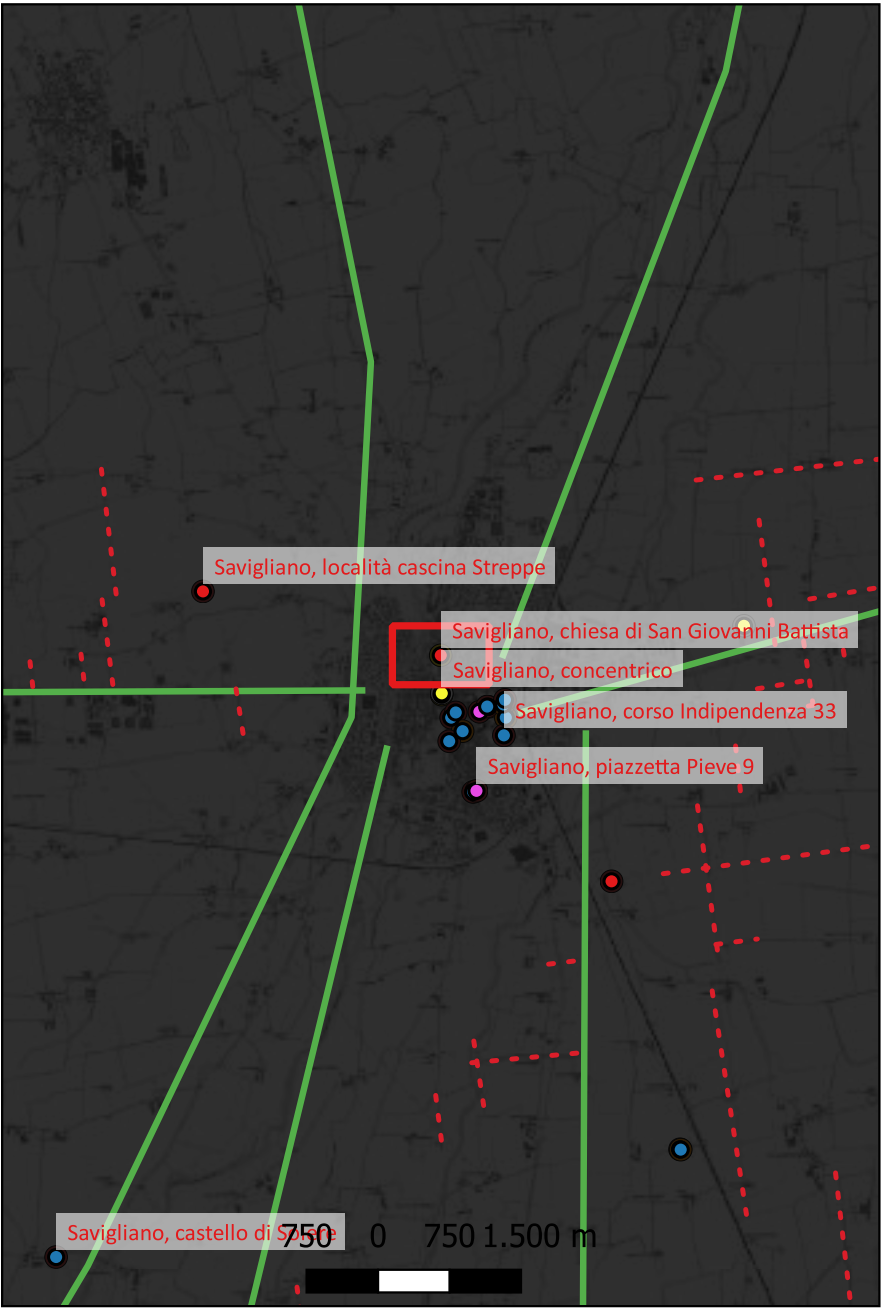 Savigliano, località cascina Streppe
Savigliano, chiesa di San Giovanni Battista
Savigliano, concentrico
Savigliano, corso Indipendenza 33
Savigliano, piazzetta Pieve 9
Savigliano, castello di Solere
750 0 750 1.500 m